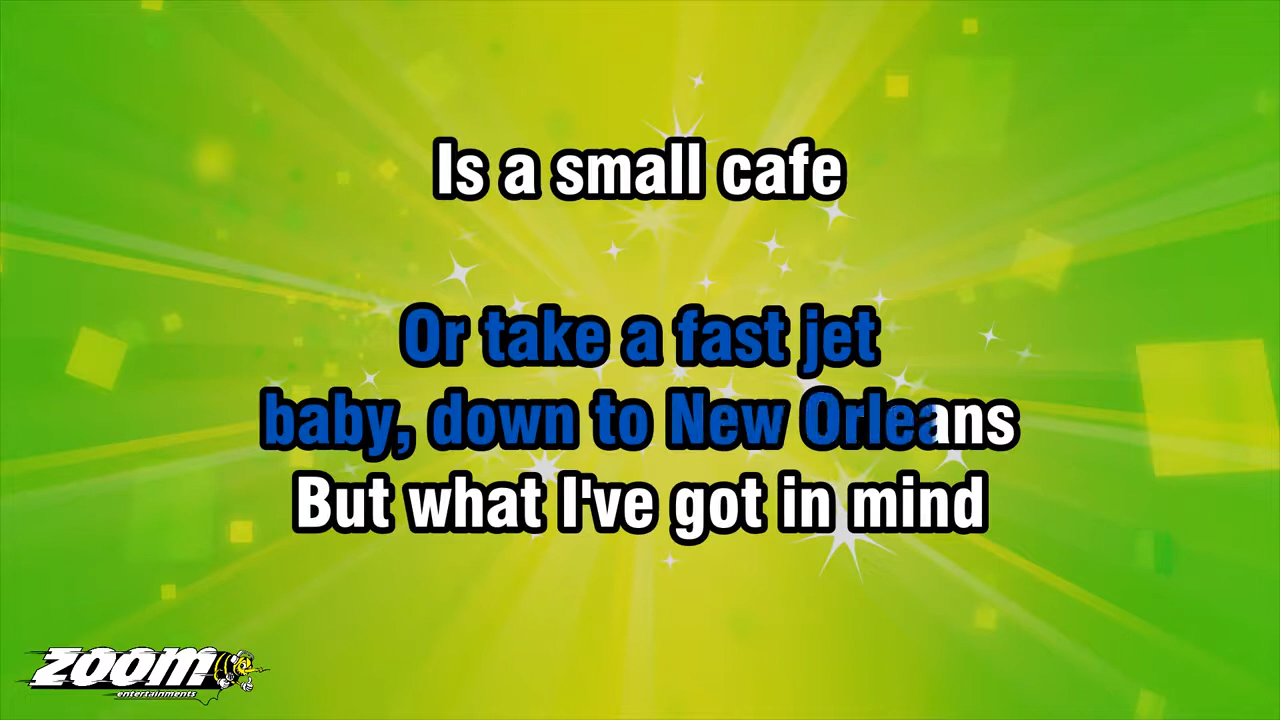 Is a small cafe
Or take a fast jet
baby, down to New Orleans
But what I've got in mind
ZOOM
entertainments